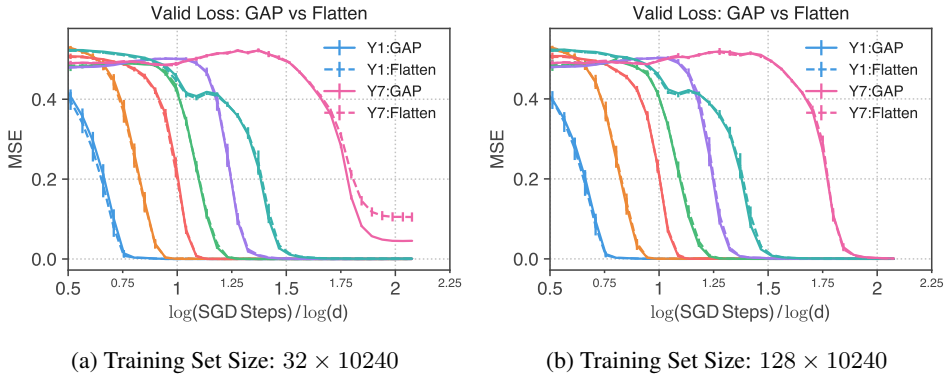 Valid Loss: GAP vs Flatten
MSE
0.4
0.2
0.0
Y1:GAP
Y1:Flatten
Y7:GAP
Y7:Flatten
0.5 0.75 1 1.25 1.5 1.75 2 2.25
log(SGD Steps)/log(d)
(a) Training Set Size: 32 × 10240
Valid Loss: GAP vs Flatten
MSE
0.4
0.2
0.0
Y1:GAP
Y1:Flatten
Y7:GAP
Y7:Flatten
0.5 0.75 1 1.25 1.5 1.75 2 2.25
log(SGD Steps)/log(d)
(b) Training Set Size: 128 × 10240